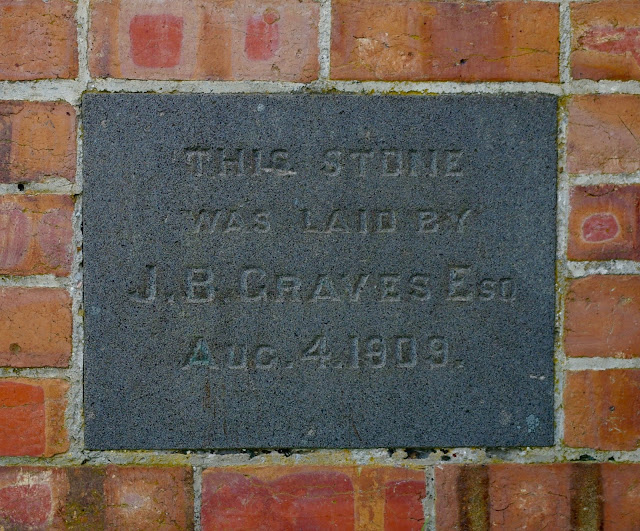 THIS STONE
WAS LAID BY
J. B. GRAVES ESQ
AUG. 4. 1909.